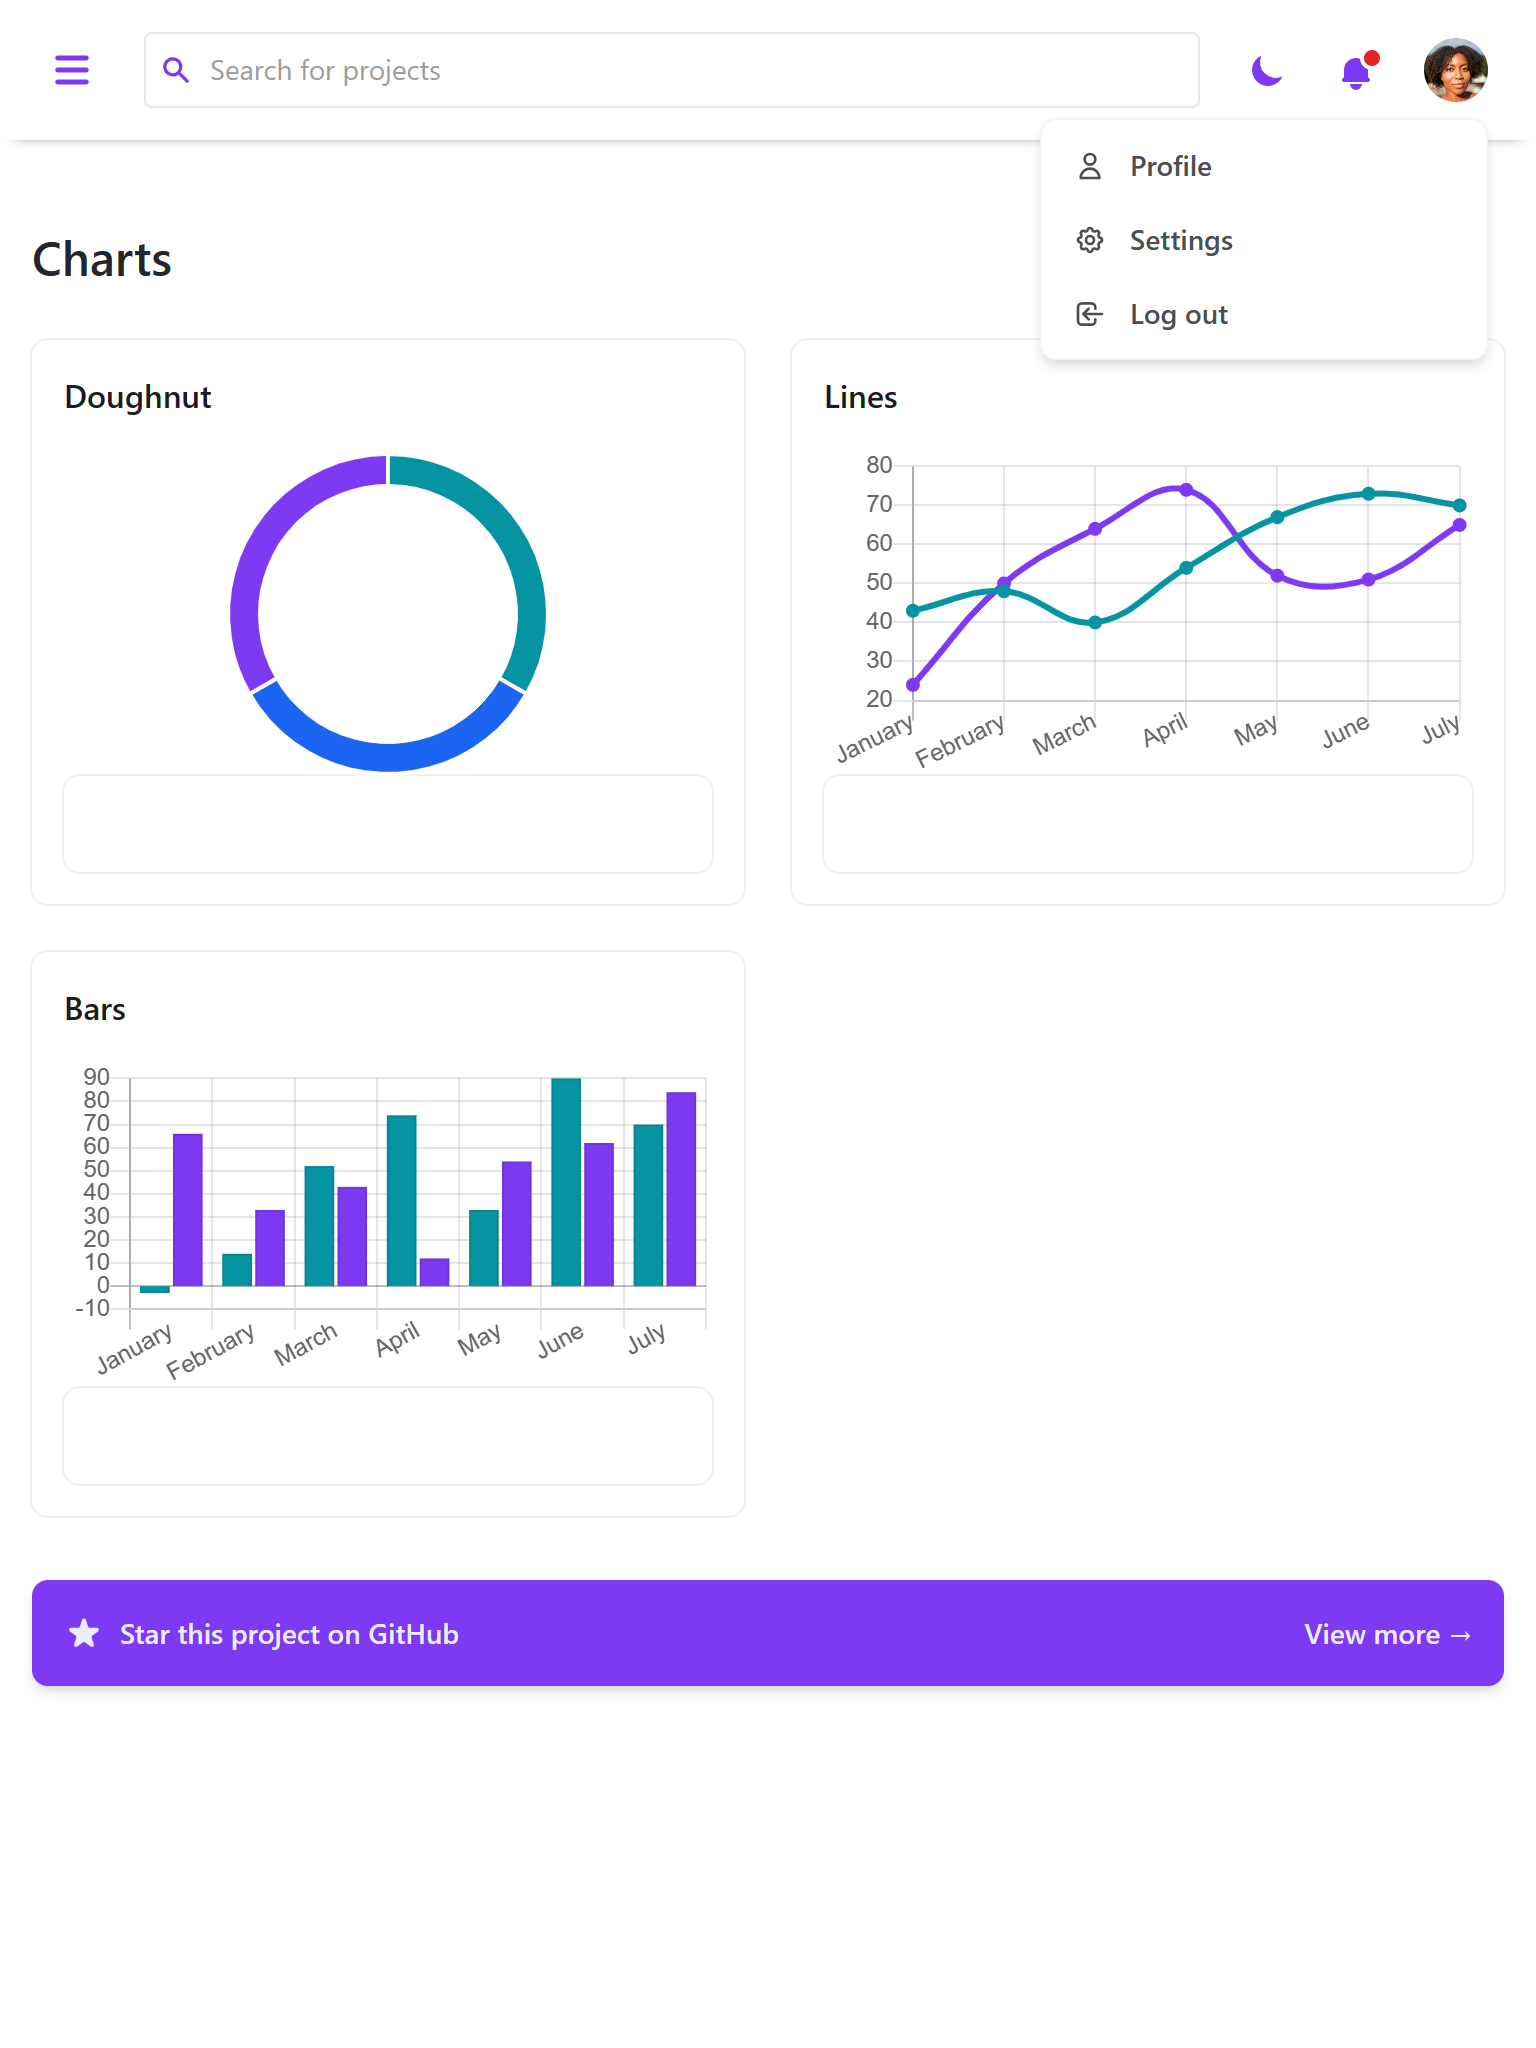 Search for projects
Profile
Settings
Log out
Charts
Doughnut
Lines
80
70
60
50
40
30
20
January February March April May June July
Bars
90
80
70
60
50
40
30
20
10
0
-10
January February March April May June July
Star this project on GitHub
View more →